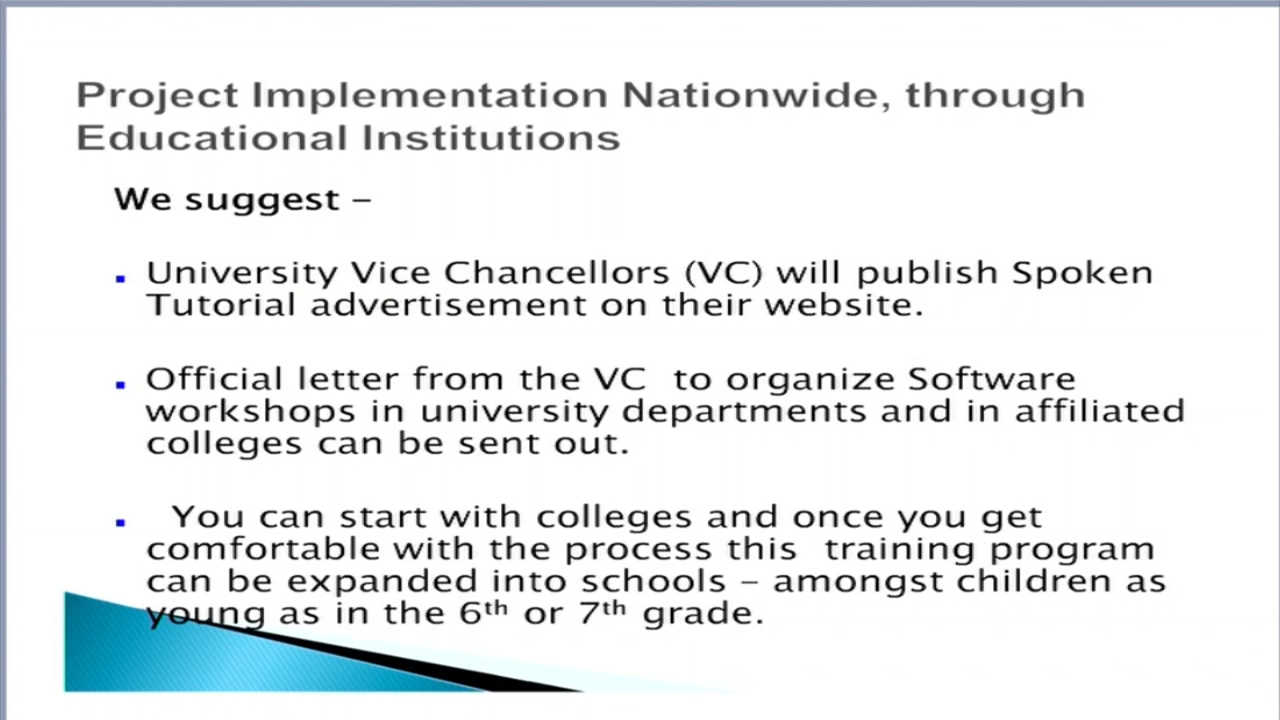 Project Implementation Nationwide, through
Educational Institutions
We suggest –
▪ University Vice Chancellors (VC) will publish Spoken
Tutorial advertisement on their website.
▪ Official letter from the VC  to organize Software
workshops in university departments and in affiliated
colleges can be sent out.
▪  You can start with colleges and once you get
comfortable with the process this  training program
can be expanded into schools – amongst children as
young as in the 6th or 7th grade.